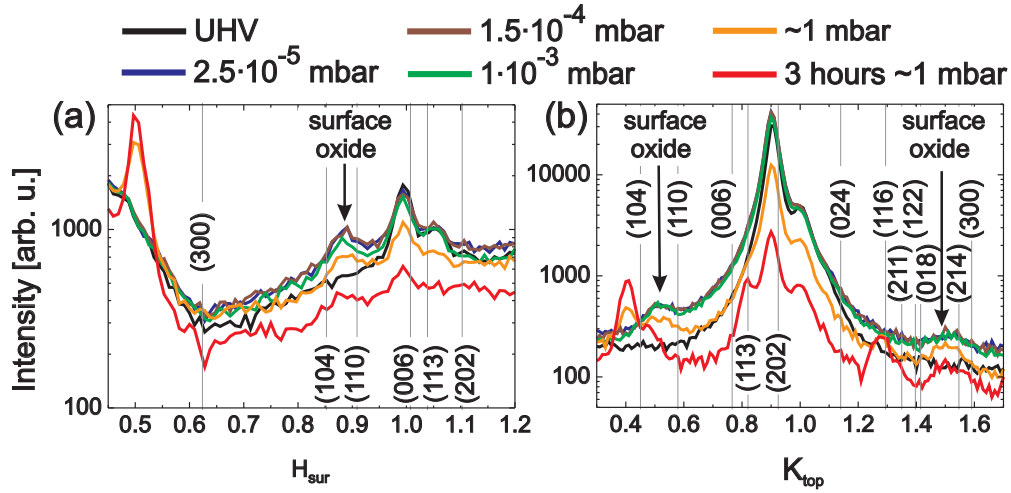 UHV
1.5·10⁻⁴ mbar
~1 mbar
2.5·10⁻⁵ mbar
1·10⁻³ mbar
3 hours ~1 mbar
(a)
surface
oxide
(300)
(104)
(110)
(006)
(113)
(202)
1000
100
Intensity [arb. u.]
0.5
0.6
0.7
0.8
0.9
1.0
1.1
1.2
H_sur
(b)
surface
oxide
surface
oxide
(104)
(110)
(006)
(113)
(202)
(024)
(116)
(211)
(122)
(018)
(214)
(300)
10000
1000
100
0.4
0.6
0.8
1.0
1.2
1.4
1.6
K_top